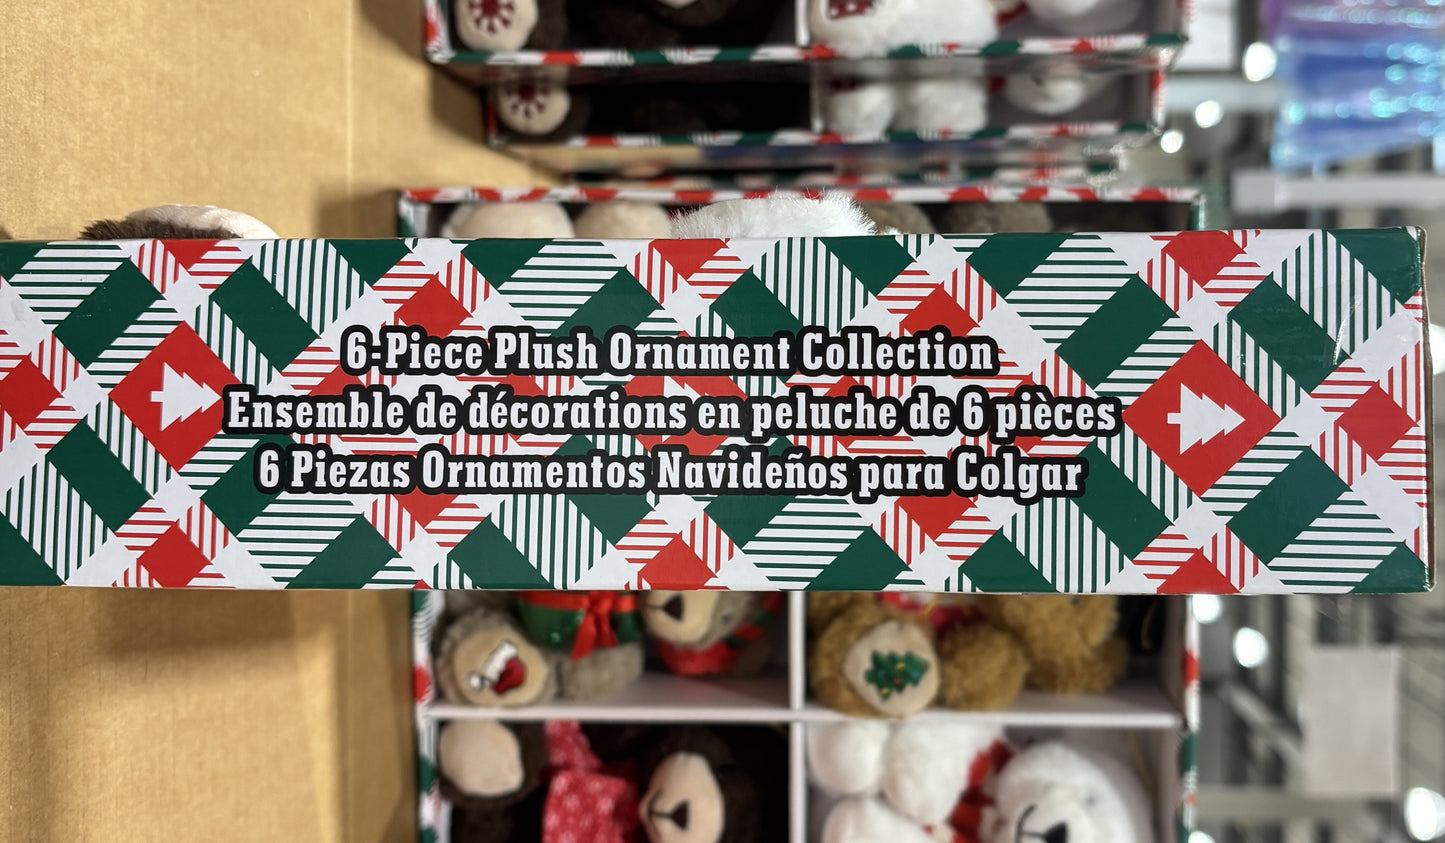 6-Piece Plush Ornament Collection
Ensemble de décorations en peluche de 6 pièces
6 Piezas Ornamentos Navideños para Colgar